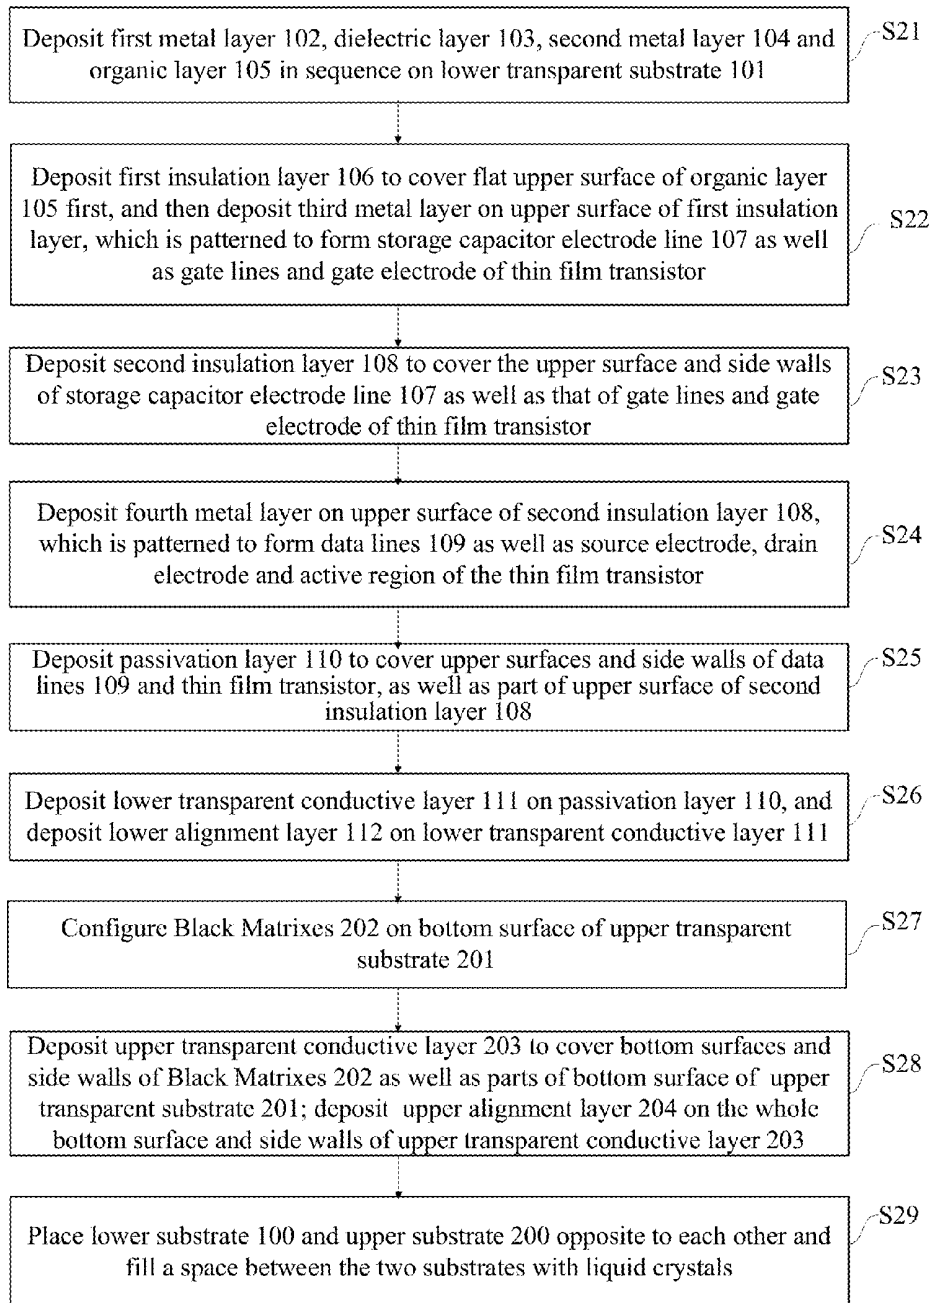 Deposit first metal layer 102, dielectric layer 103, second metal layer 104 and
organic layer 105 in sequence on lower transparent substrate 101
S21
Deposit first insulation layer 106 to cover flat upper surface of organic layer
105 first, and then deposit third metal layer on upper surface of first insulation
layer, which is patterned to form storage capacitor electrode line 107 as well
as gate lines and gate electrode of thin film transistor
S22
Deposit second insulation layer 108 to cover the upper surface and side walls
of storage capacitor electrode line 107 as well as that of gate lines and gate
electrode of thin film transistor
S23
Deposit fourth metal layer on upper surface of second insulation layer 108,
which is patterned to form data lines 109 as well as source electrode, drain
electrode and active region of the thin film transistor
S24
Deposit passivation layer 110 to cover upper surfaces and side walls of data
lines 109 and thin film transistor, as well as part of upper surface of second
insulation layer 108
S25
Deposit lower transparent conductive layer 111 on passivation layer 110, and
deposit lower alignment layer 112 on lower transparent conductive layer 111
S26
Configure Black Matrixes 202 on bottom surface of upper transparent
substrate 201
S27
Deposit upper transparent conductive layer 203 to cover bottom surfaces and
side walls of Black Matrixes 202 as well as parts of bottom surface of upper
transparent substrate 201; deposit upper alignment layer 204 on the whole
bottom surface and side walls of upper transparent conductive layer 203
S28
Place lower substrate 100 and upper substrate 200 opposite to each other and
fill a space between the two substrates with liquid crystals
S29